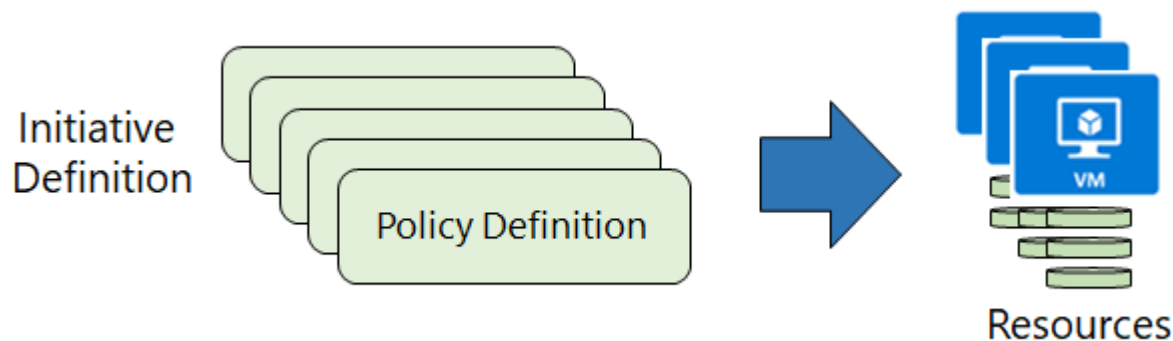 Initiative
Definition
Policy Definition
VM
Resources